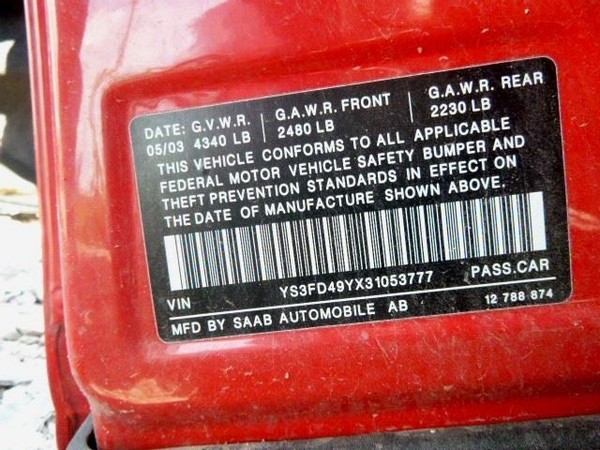 DATE: G.V.W.R. G.A.W.R. FRONT G.A.W.R. REAR
05/03 4340 LB 2480 LB 2230 LB
THIS VEHICLE CONFORMS TO ALL APPLICABLE
FEDERAL MOTOR VEHICLE SAFETY BUMPER AND
THEFT PREVENTION STANDARDS IN EFFECT ON
THE DATE OF MANUFACTURE SHOWN ABOVE.
VIN YS3FD49YX31053777 PASS.CAR
MFD BY SAAB AUTOMOBILE AB 12 788 874